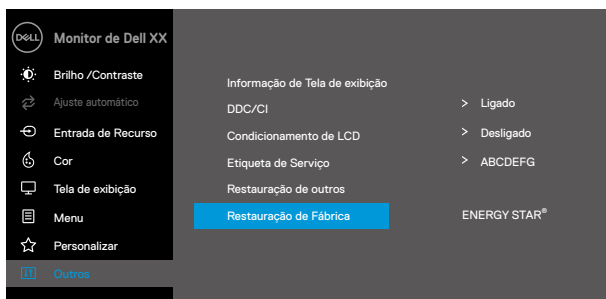 DELL
Monitor de Dell XX
Brilho /Contraste
Ajuste automático
Entrada de Recurso
Cor
Tela de exibição
Menu
Personalizar
Outros
Informação de Tela de exibição
DDC/CI > Ligado
Condicionamento de LCD > Desligado
Etiqueta de Serviço > ABCDEFG
Restauração de outros
Restauração de Fábrica ENERGY STAR®